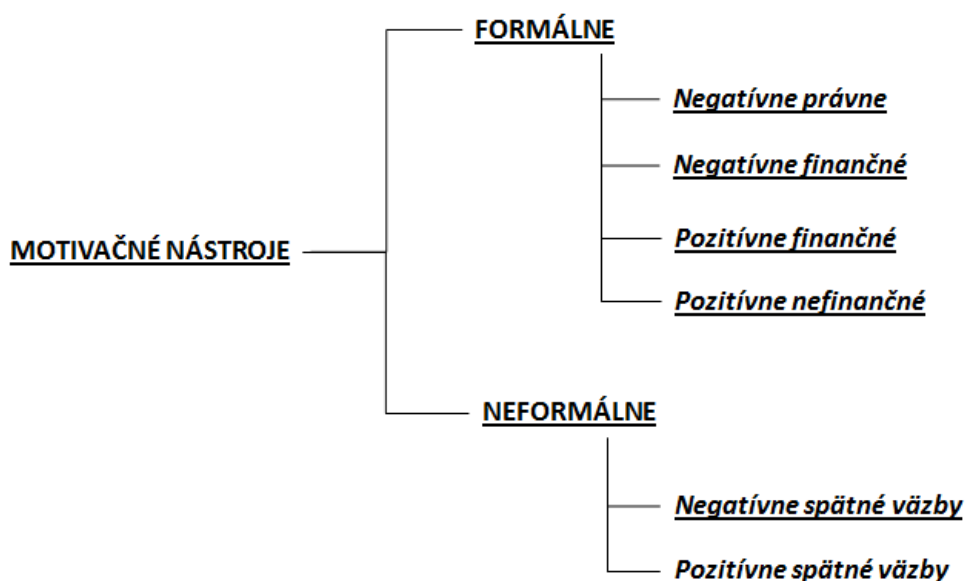 FORMÁLNE
Negatívne právne
Negatívne finančné
Pozitívne finančné
MOTIVAČNÉ NÁSTROJE
Pozitívne nefinančné
NEFORMÁLNE
Negatívne spätné väzby
Pozitívne spätné väzby